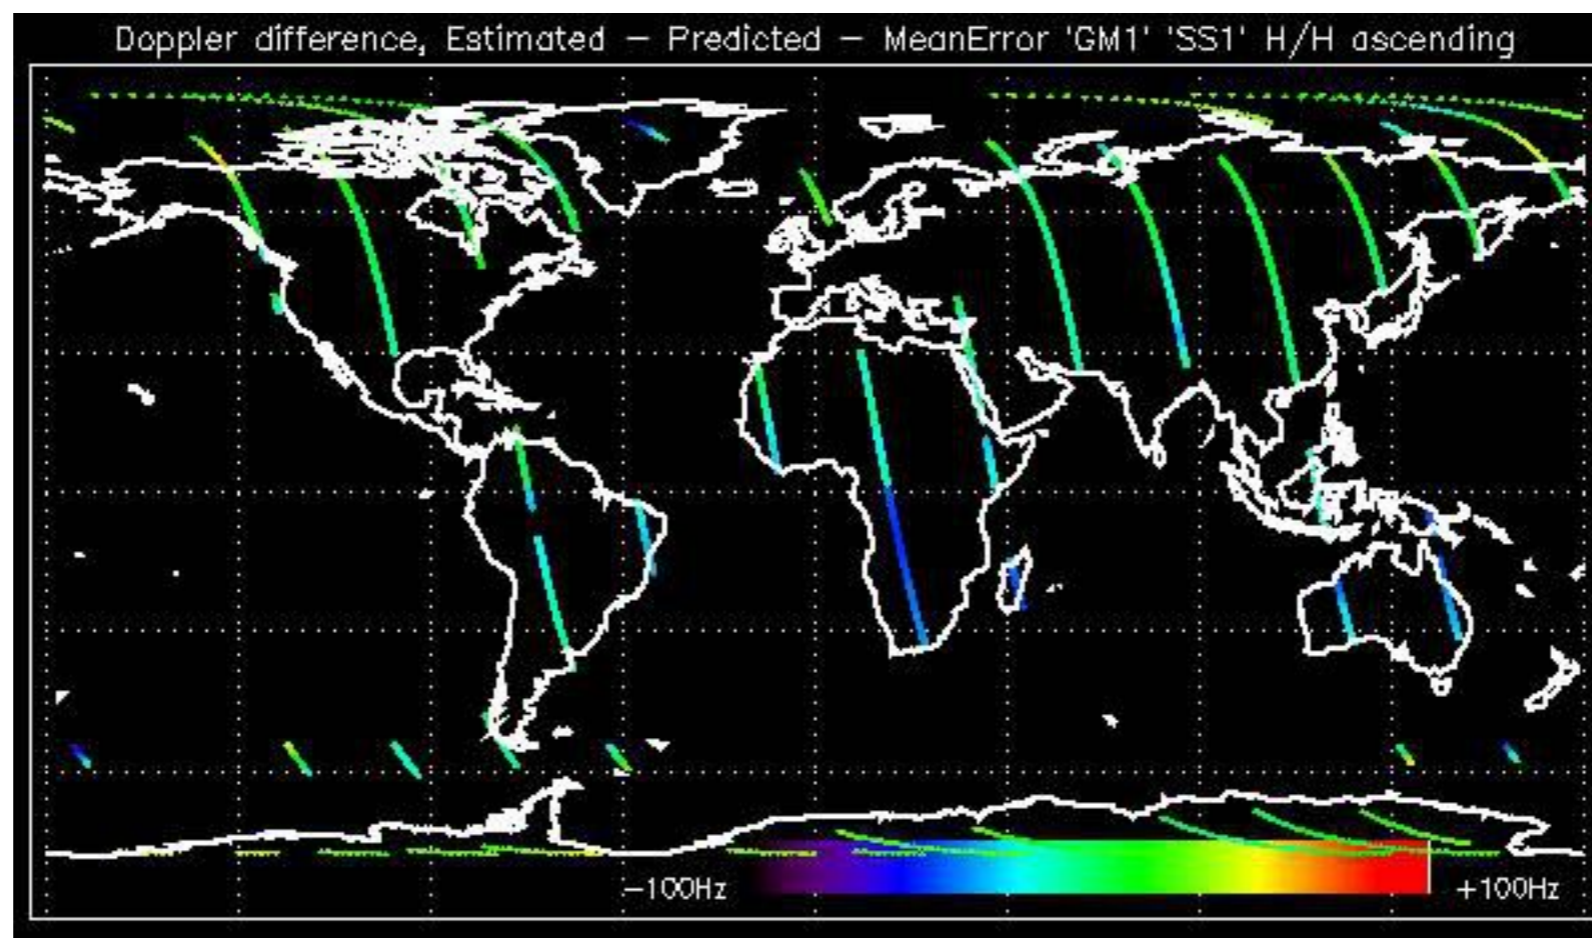 Doppler difference, Estimated – Predicted – MeanError 'GM1' 'SS1' H/H ascending
−100Hz +100Hz